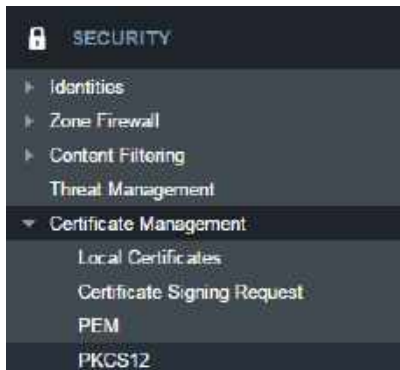 SECURITY
Identities
Zone Firewall
Content Filtering
Threat Management
Certificate Management
Local Certificates
Certificate Signing Request
PEM
PKCS12